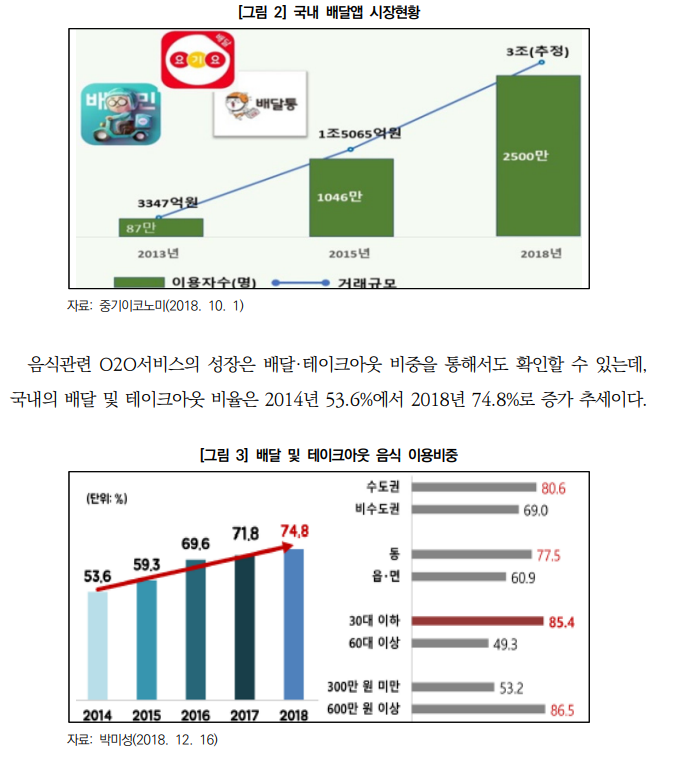 [그림 2] 국내 배달앱 시장현황
요기요
배달
배민
배달통
3조(추정)
1조5065억원
3347억원
2500만
1046만
87만
2013년 2015년 2018년
이용자수(명) 거래규모
자료: 중기이코노미(2018. 10. 1)
음식관련 O2O서비스의 성장은 배달·테이크아웃 비중을 통해서도 확인할 수 있는데,
국내의 배달 및 테이크아웃 비율은 2014년 53.6%에서 2018년 74.8%로 증가 추세이다.
[그림 3] 배달 및 테이크아웃 음식 이용비중
(단위: %)
53.6 59.3 69.6 71.8 74.8
2014 2015 2016 2017 2018
수도권 80.6
비수도권 69.0
동 77.5
읍·면 60.9
30대 이하 85.4
60대 이상 49.3
300만 원 미만 53.2
600만 원 이상 86.5
자료: 박미성(2018. 12. 16)